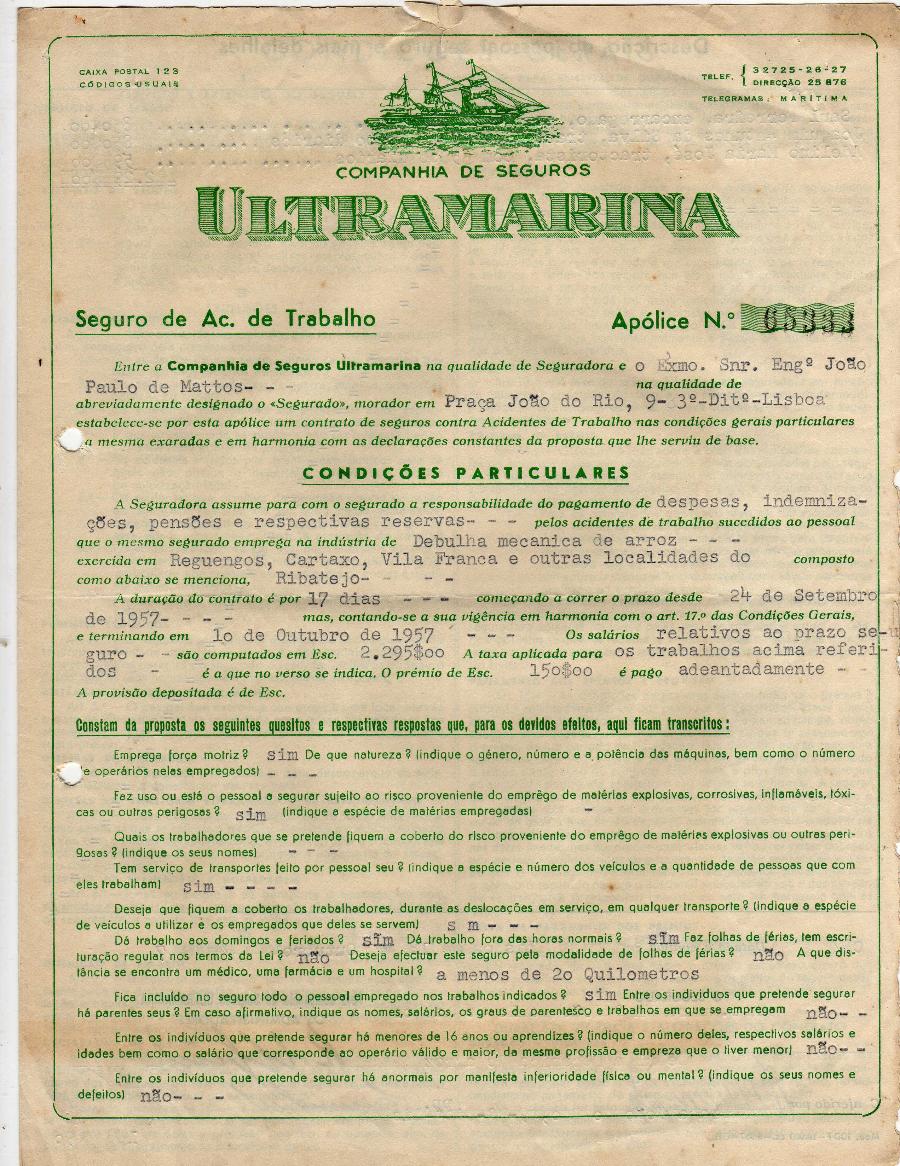 CAIXA POSTAL 123
CÓDIGOS USUAIS
TELEF. { 32725-26-27
DIRECÇÃO 25 876
TELEGRAMAS: MARÍTIMA
COMPANHIA DE SEGUROS
ULTRAMARINA
Seguro de Ac. de Trabalho
Apólice N.º 65333
Entre a Companhia de Seguros Ultramarina na qualidade de Seguradora e o Exmo. Snr. Engº João
Paulo de Mattos- - - na qualidade de
abreviadamente designado o «Segurado», morador em Praça João do Rio, 9- 3º-Ditº-Lisboa
estabelece-se por esta apólice um contrato de seguros contra Acidentes de Trabalho nas condições gerais particulares
a mesma exaradas e em harmonia com as declarações constantes da proposta que lhe serviu de base.
CONDIÇÕES PARTICULARES
A Seguradora assume para com o segurado a responsabilidade do pagamento de despesas, indemniza-
ções, pensões e respectivas reservas- - - pelos acidentes de trabalho sucedidos ao pessoal
que o mesmo segurado emprega na indústria de Debulha mecanica de arroz - - -
exercida em Reguengos, Cartaxo, Vila Franca e outras localidades do composto
como abaixo se menciona, Ribatejo- - -
A duração do contrato é por 17 dias - - - começando a correr o prazo desde 24 de Setembro
de 1957- - - - mas, contando-se a sua vigência em harmonia com o art. 17.º das Condições Gerais,
e terminando em 1o de Outubro de 1957 - - - Os salários relativos ao prazo se-
guro - - são computados em Esc. 2.295$oo A taxa aplicada para os trabalhos acima referi-
dos - é a que no verso se indica. O prémio de Esc. 15o$oo é pago adeantadamente - -
A provisão depositada é de Esc.
Constam da proposta os seguintes quesitos e respectivas respostas que, para os devidos efeitos, aqui ficam transcritos:
Emprega força motriz? sim De que natureza? (indique o género, número e a potência das máquinas, bem como o número
e operários nelas empregados) - - -
Faz uso ou está o pessoal a segurar sujeito ao risco proveniente do emprêgo de matérias explosivas, corrosivas, inflamáveis, tóxi-
cas ou outras perigosas? sim (indique a espécie de matérias empregadas) -
Quais os trabalhadores que se pretende fiquem a coberto do risco proveniente do emprêgo de matérias explosivas ou outras peri-
gosas? (indique os seus nomes) - - -
Tem serviço de transportes feito por pessoal seu? (indique a espécie e número dos veículos e a quantidade de pessoas que com
eles trabalham) sim - - - -
Deseja que fiquem a coberto os trabalhadores, durante as deslocações em serviço, em qualquer transporte? (indique a espécie
de veículos a utilizar e os empregados que deles se servem) s m - - -
Dá trabalho aos domingos e feriados? sim Dá trabalho fora das horas normais? sim Faz folhas de férias, tem escri-
turação regular nos termos da Lei? não Deseja efectuar este seguro pela modalidade de folhas de férias? não A que dis-
tância se encontra um médico, uma farmácia e um hospital? a menos de 2o Quilometros
Fica incluído no seguro todo o pessoal empregado nos trabalhos indicados? sim Entre os individuos que pretende segurar
há parentes seus? Em caso afirmativo, indique os nomes, salários, os graus de parentesco e trabalhos em que se empregam não- -
Entre os indivíduos que pretende segurar há menores de 16 anos ou aprendizes? (indique o número deles, respectivos salários e
idades bem como o salário que corresponde ao operário válido e maior, da mesma profissão e empreza que o tiver menor) não- -
Entre os indivíduos que pretende segurar há anormais por manifesta inferioridade física ou mental? (indique os seus nomes e
defeitos) não- - -